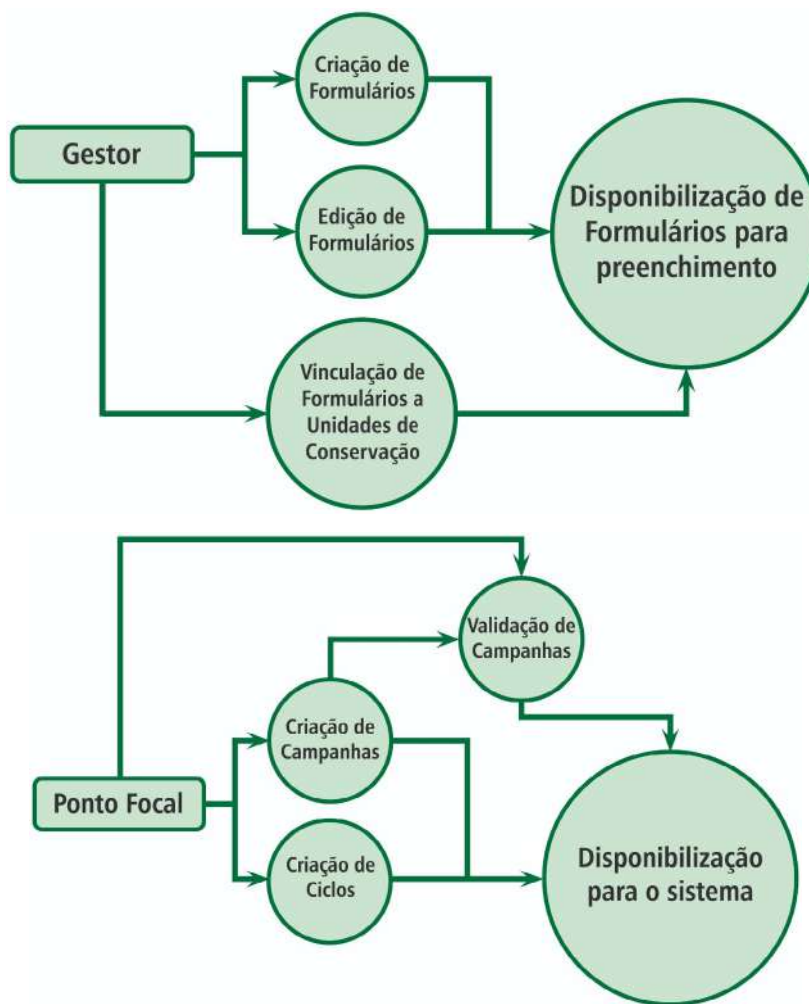 Criação de
Formulários
Gestor
Edição de
Formulários
Disponibilização de
Formulários para
preenchimento
Vinculação de
Formulários a
Unidades de
Conservação
Validação de
Campanhas
Criação de
Campanhas
Ponto Focal
Criação de
Ciclos
Disponibilização
para o sistema